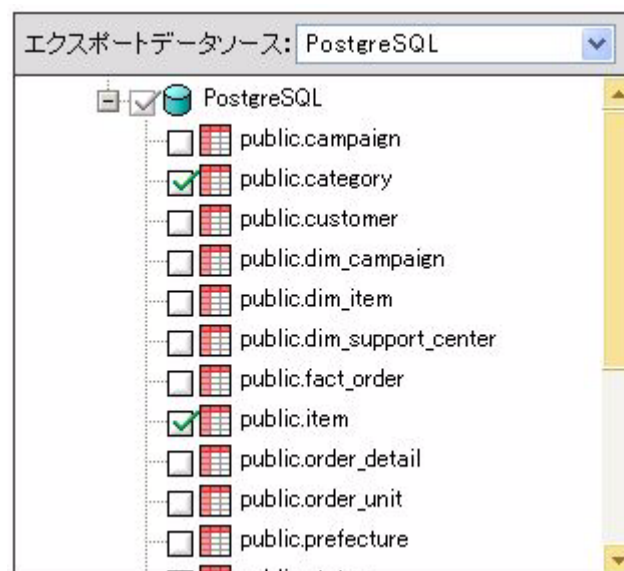 エクスポートデータソース: PostgreSQL
PostgreSQL
public.campaign
public.category
public.customer
public.dim_campaign
public.dim_item
public.dim_support_center
public.fact_order
public.item
public.order_detail
public.order_unit
public.prefecture